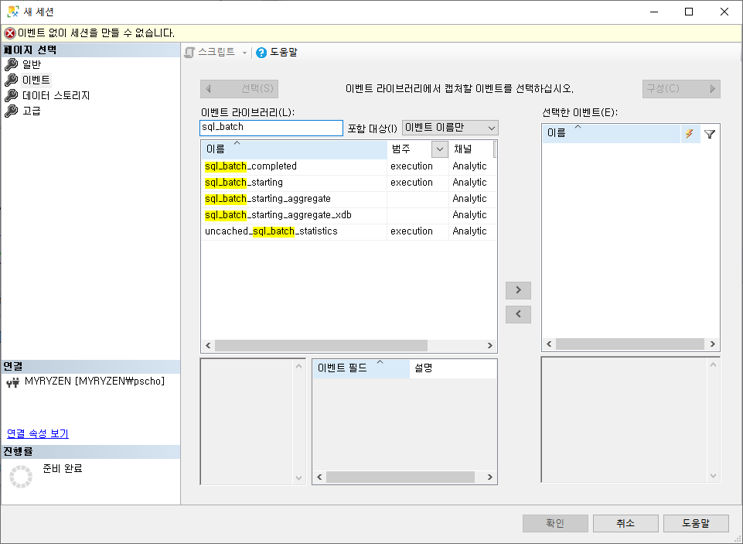 새 세션
이벤트 없이 세션을 만들 수 없습니다.
페이지 선택
일반
이벤트
데이터 스토리지
고급
스크립트
도움말
선택(S)
이벤트 라이브러리에서 캡처할 이벤트를 선택하십시오.
구성(C)
이벤트 라이브러리(L):
sql_batch
포함 대상(I)
이벤트 이름만
이름 범주 채널
sql_batch_completed execution Analytic
sql_batch_starting execution Analytic
sql_batch_starting_aggregate Analytic
sql_batch_starting_aggregate_xdb Analytic
uncached_sql_batch_statistics execution Analytic
선택한 이벤트(E):
이름
이벤트 필드 설명
연결
MYRYZEN [MYRYZEN₩pscho]
연결 속성 보기
진행률
준비 완료
확인 취소 도움말